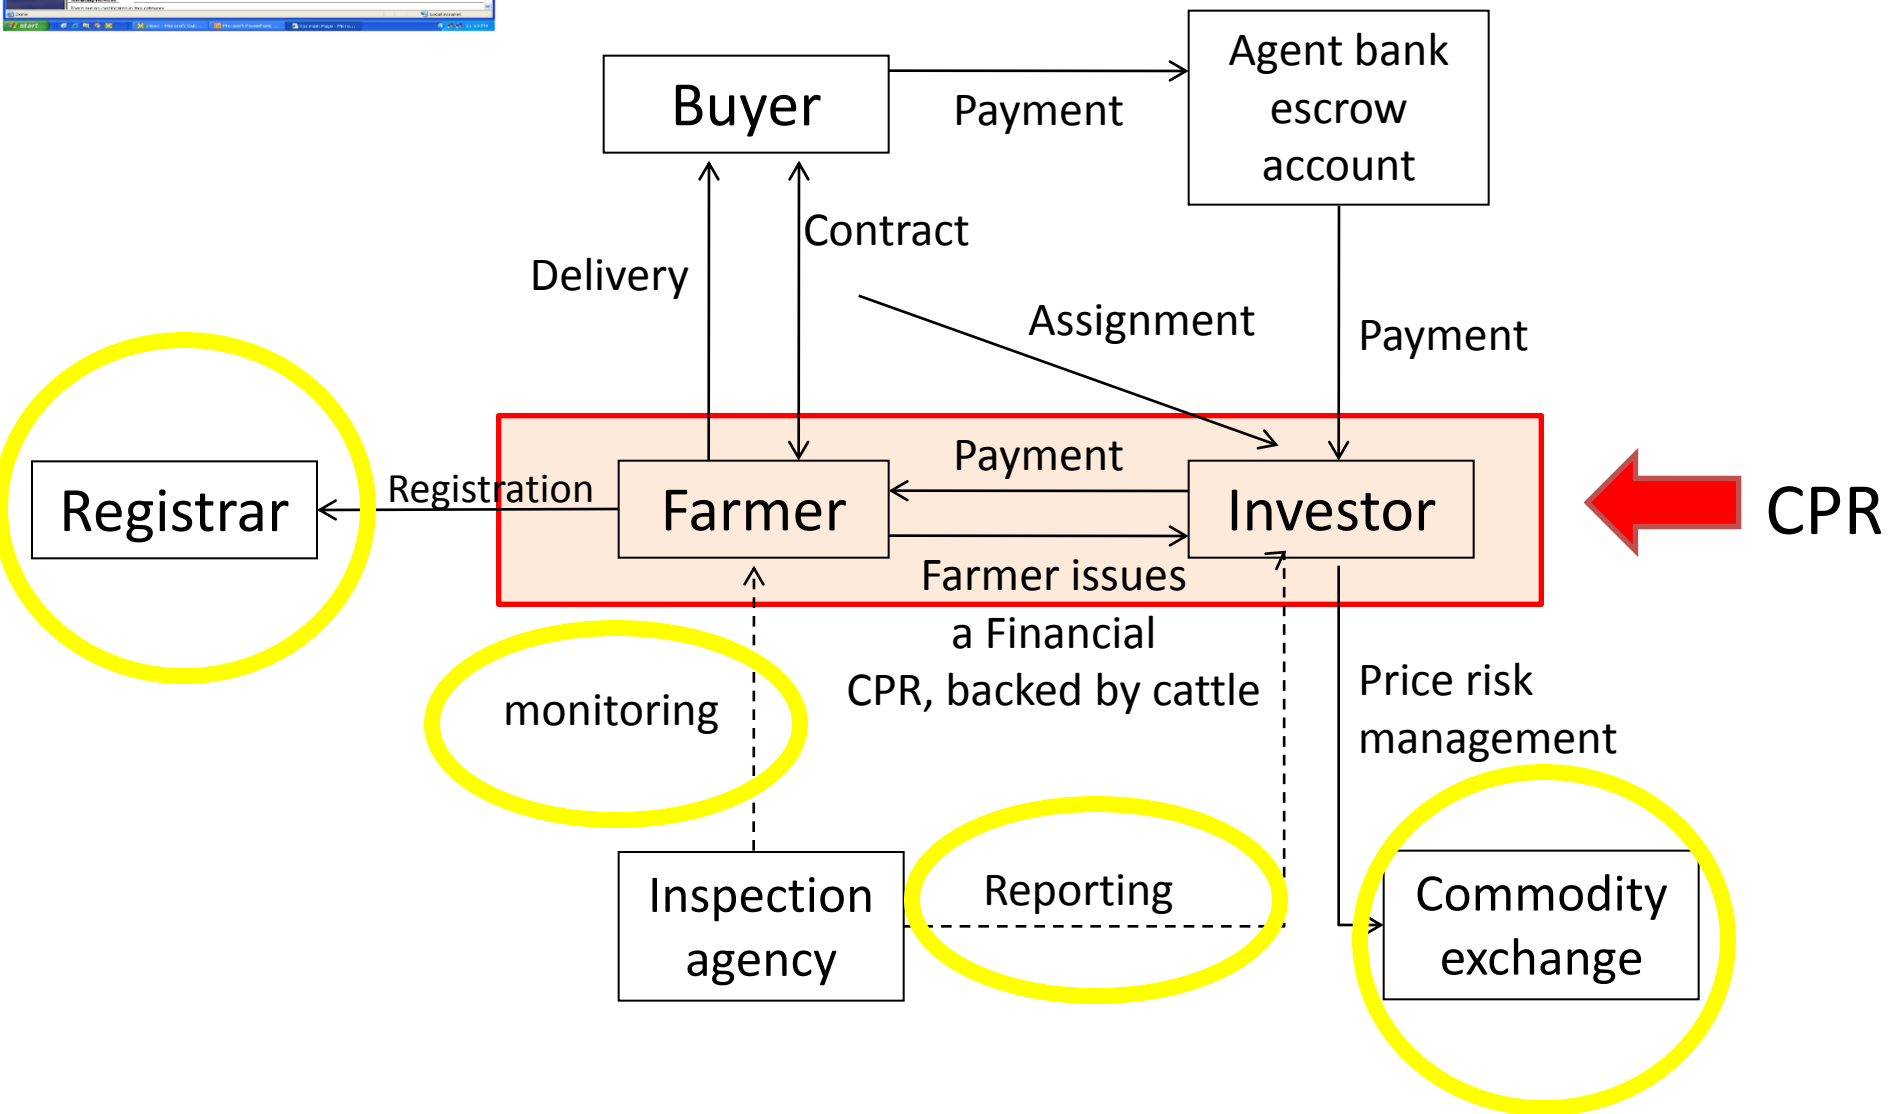 start
Agent bank
escrow
account
Buyer
Payment
Contract
Delivery
Assignment
Payment
Payment
Registration
Registrar
Farmer
Investor
CPR
Farmer issues
a Financial
CPR, backed by cattle
monitoring
Price risk
management
Inspection
agency
Reporting
Commodity
exchange